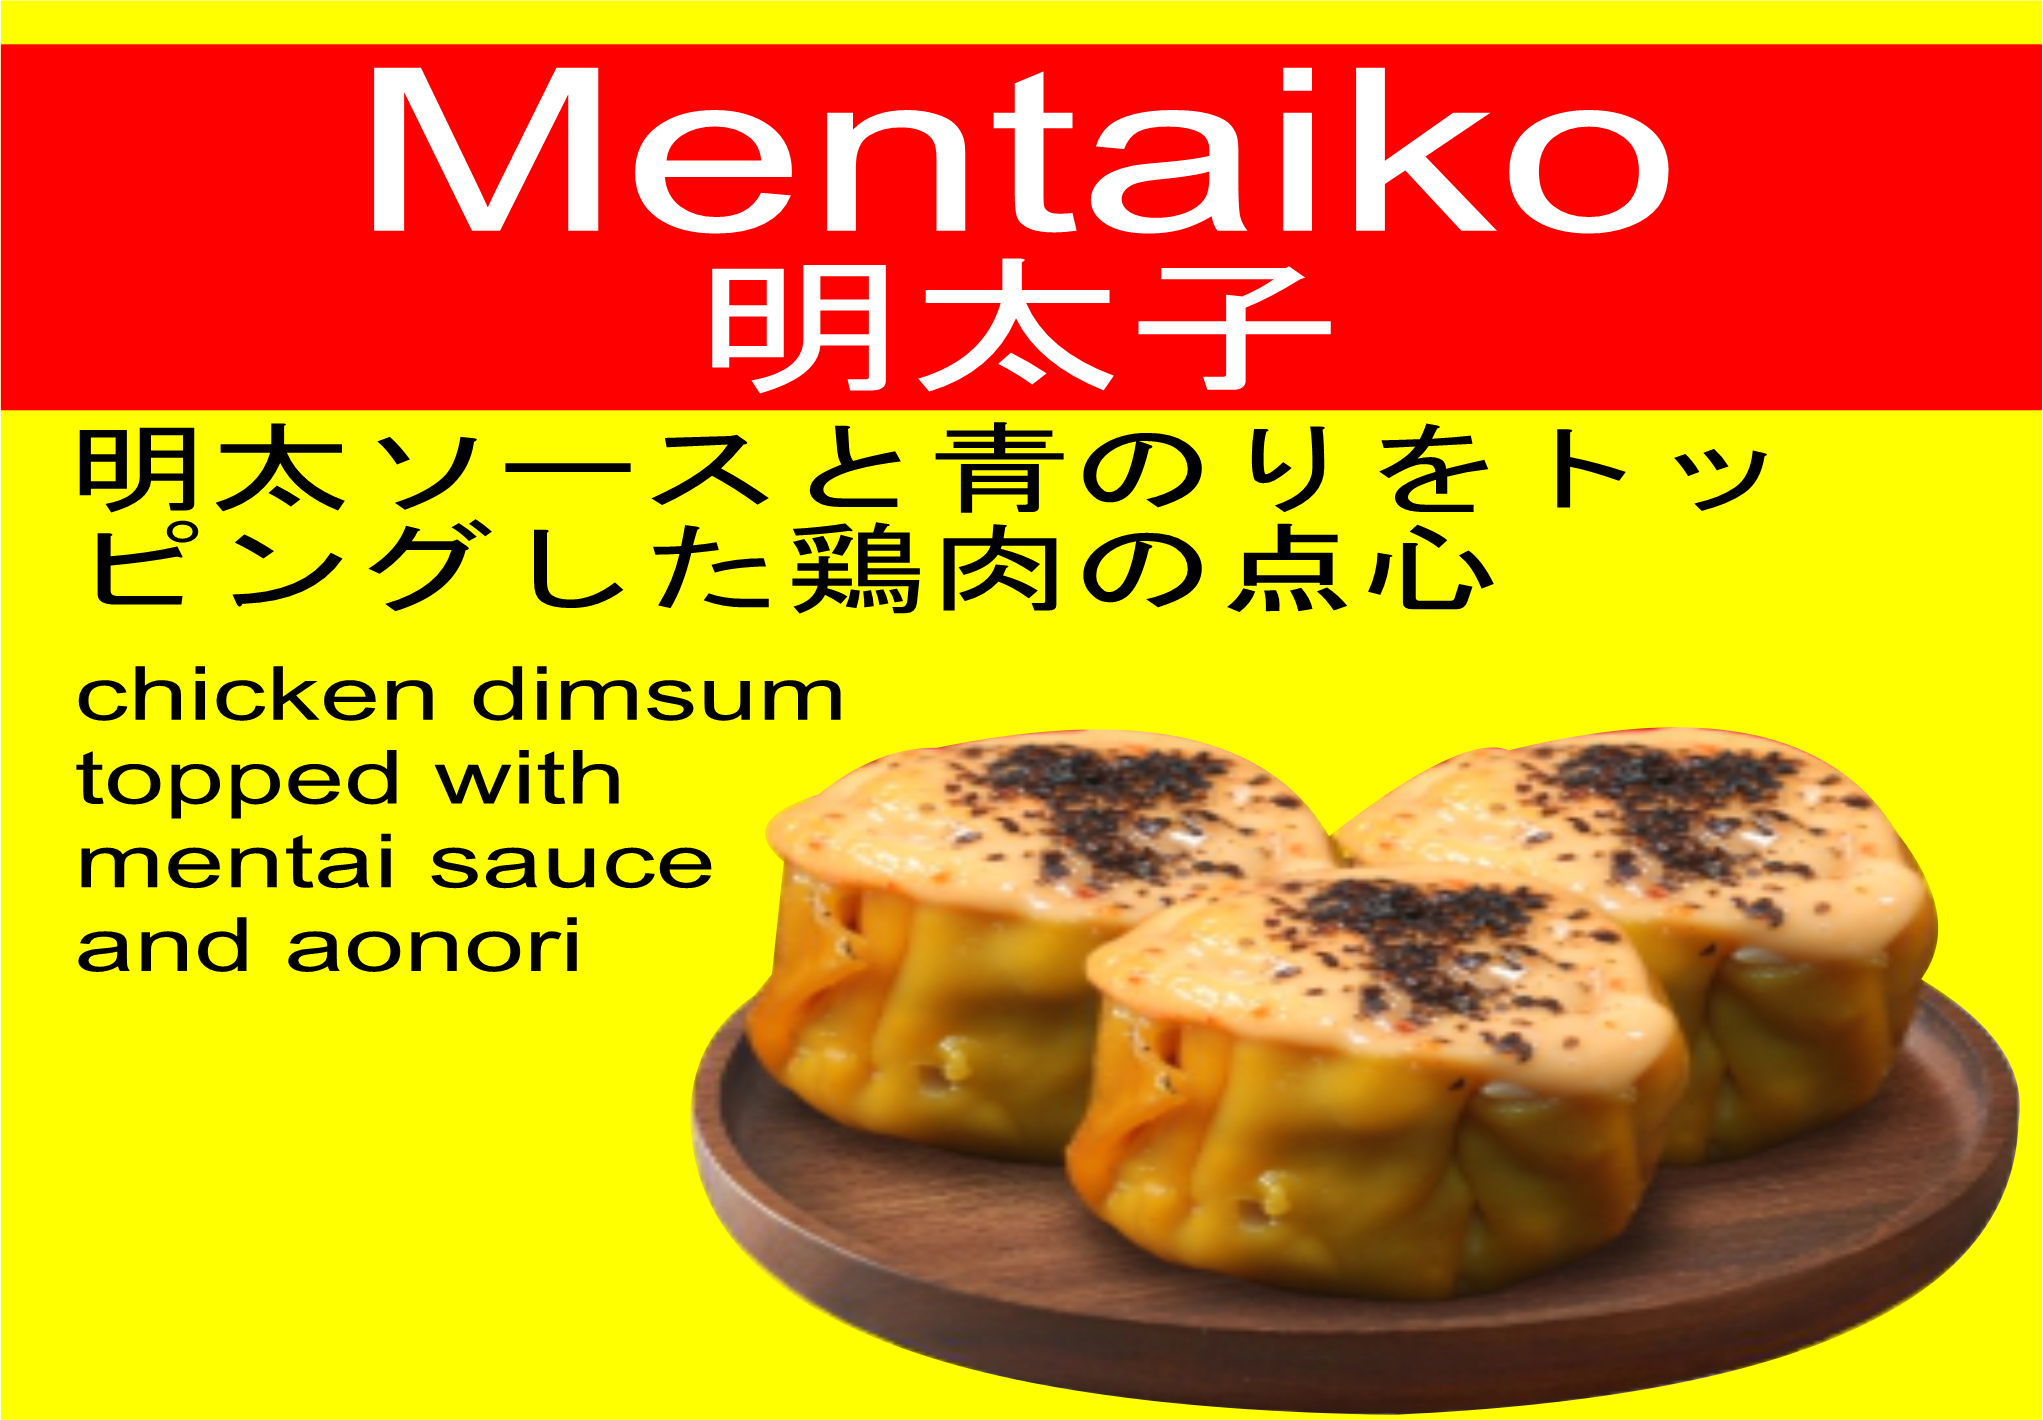 Mentaiko
明太子
明太ソースと青のりをトッ
ピングした鶏肉の点心
chicken dimsum
topped with
mentai sauce
and aonori